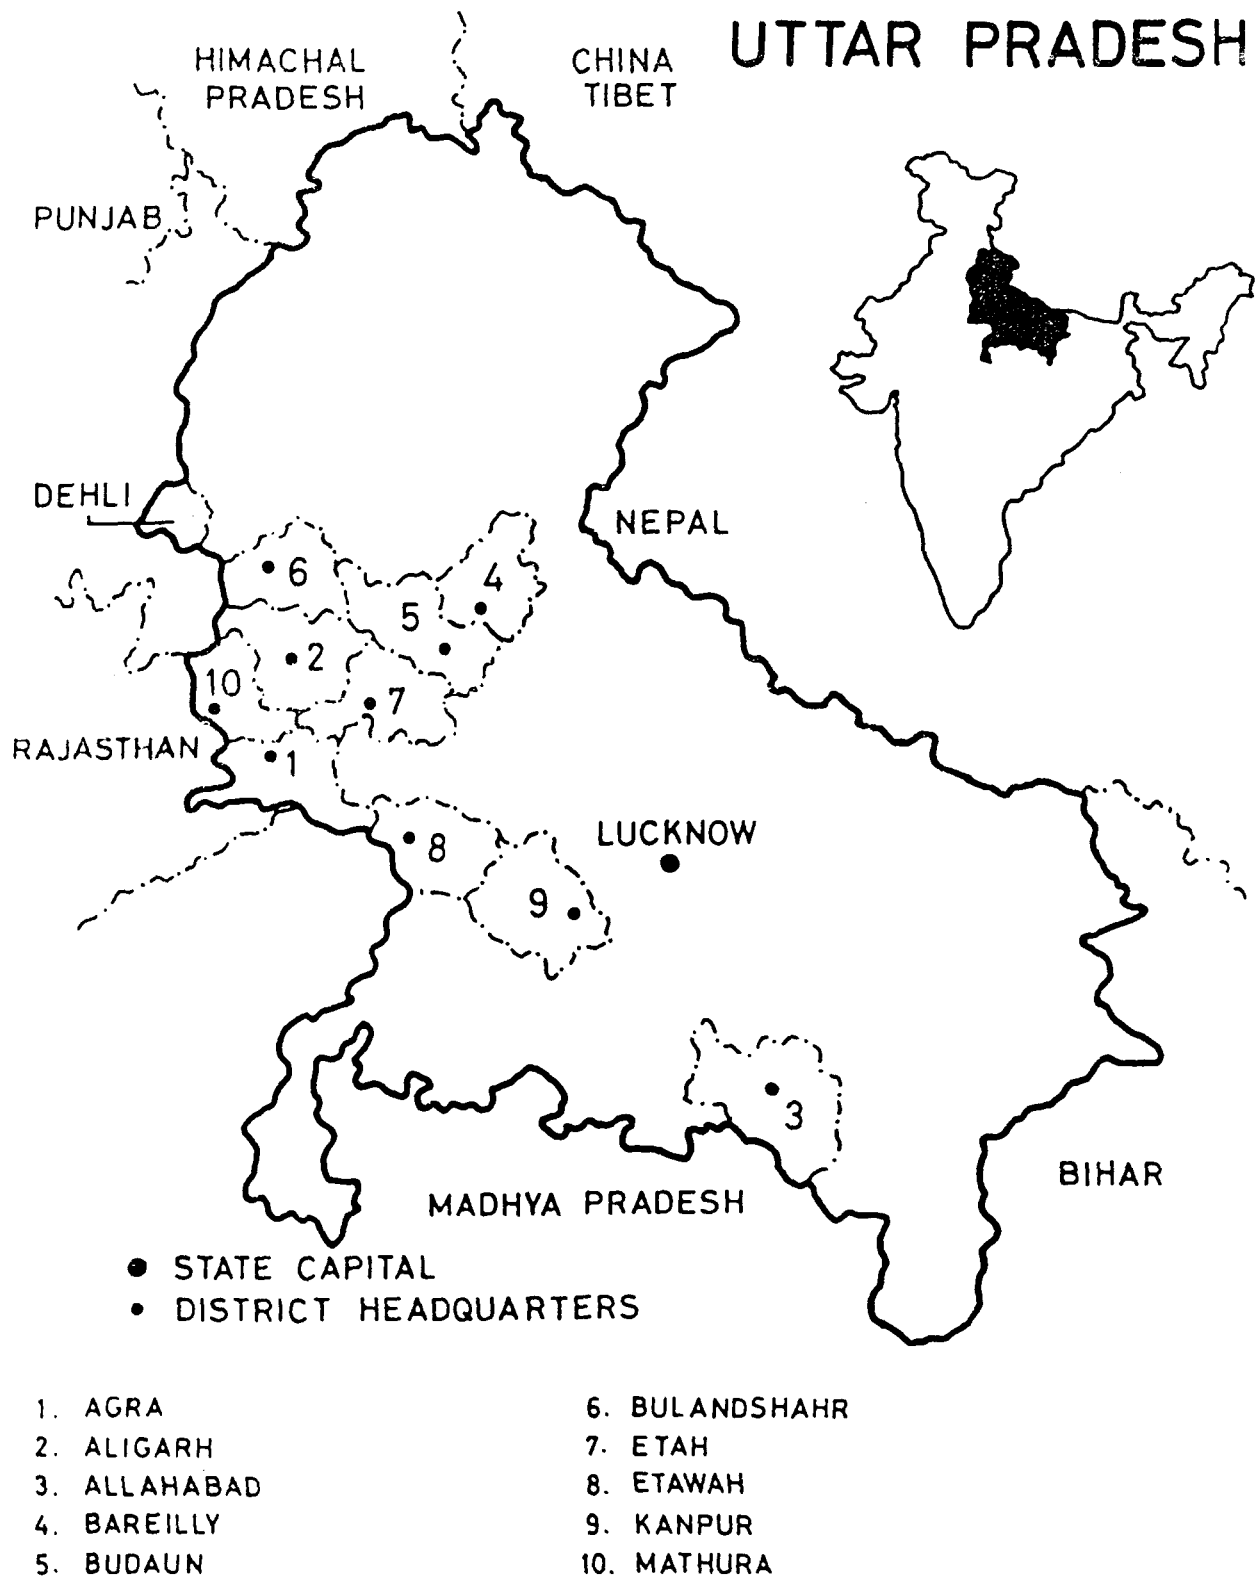 UTTAR PRADESH
HIMACHAL
PRADESH
CHINA
TIBET
PUNJAB
DEHLI
NEPAL
6
4
5
2
10
7
RAJASTHAN
1
LUCKNOW
8
9
3
BIHAR
MADHYA PRADESH
STATE CAPITAL
DISTRICT HEADQUARTERS
1. AGRA
2. ALIGARH
3. ALLAHABAD
4. BAREILLY
5. BUDAUN
6. BULANDSHAHR
7. ETAH
8. ETAWAH
9. KANPUR
10. MATHURA